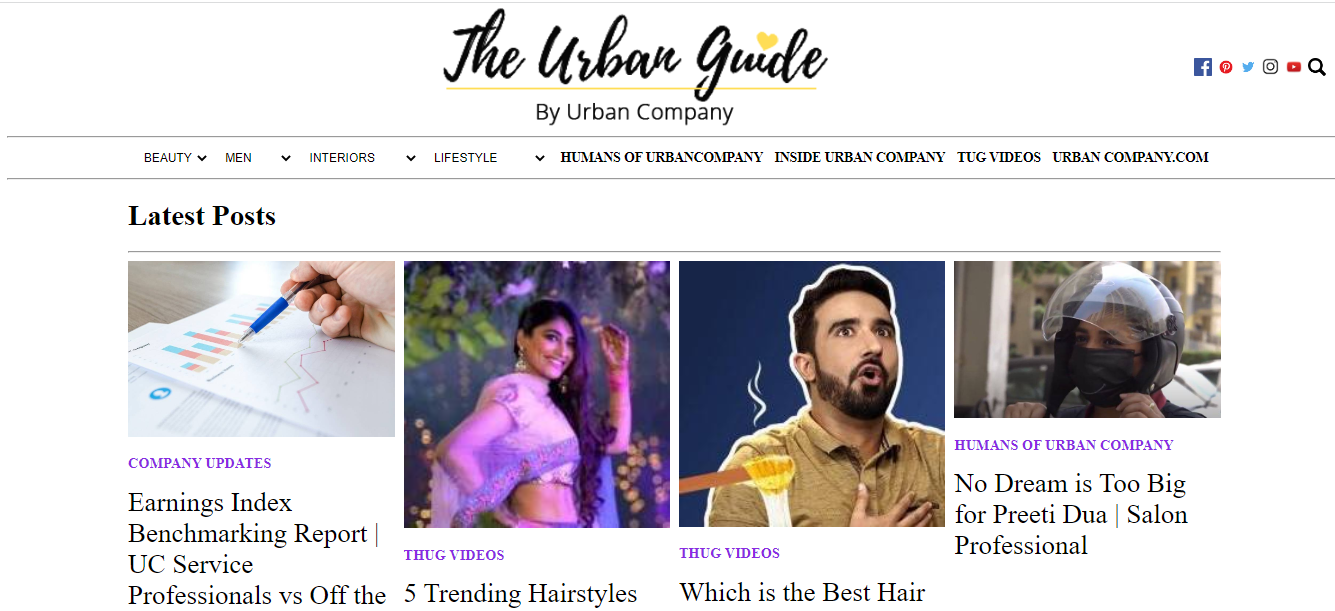 The Urban Guide
By Urban Company
BEAUTY MEN INTERIORS LIFESTYLE HUMANS OF URBANCOMPANY INSIDE URBAN COMPANY TUG VIDEOS URBAN COMPANY.COM
Latest Posts
COMPANY UPDATES
Earnings Index
Benchmarking Report |
UC Service
Professionals vs Off the
THUG VIDEOS
5 Trending Hairstyles
THUG VIDEOS
Which is the Best Hair
HUMANS OF URBAN COMPANY
No Dream is Too Big
for Preeti Dua | Salon
Professional